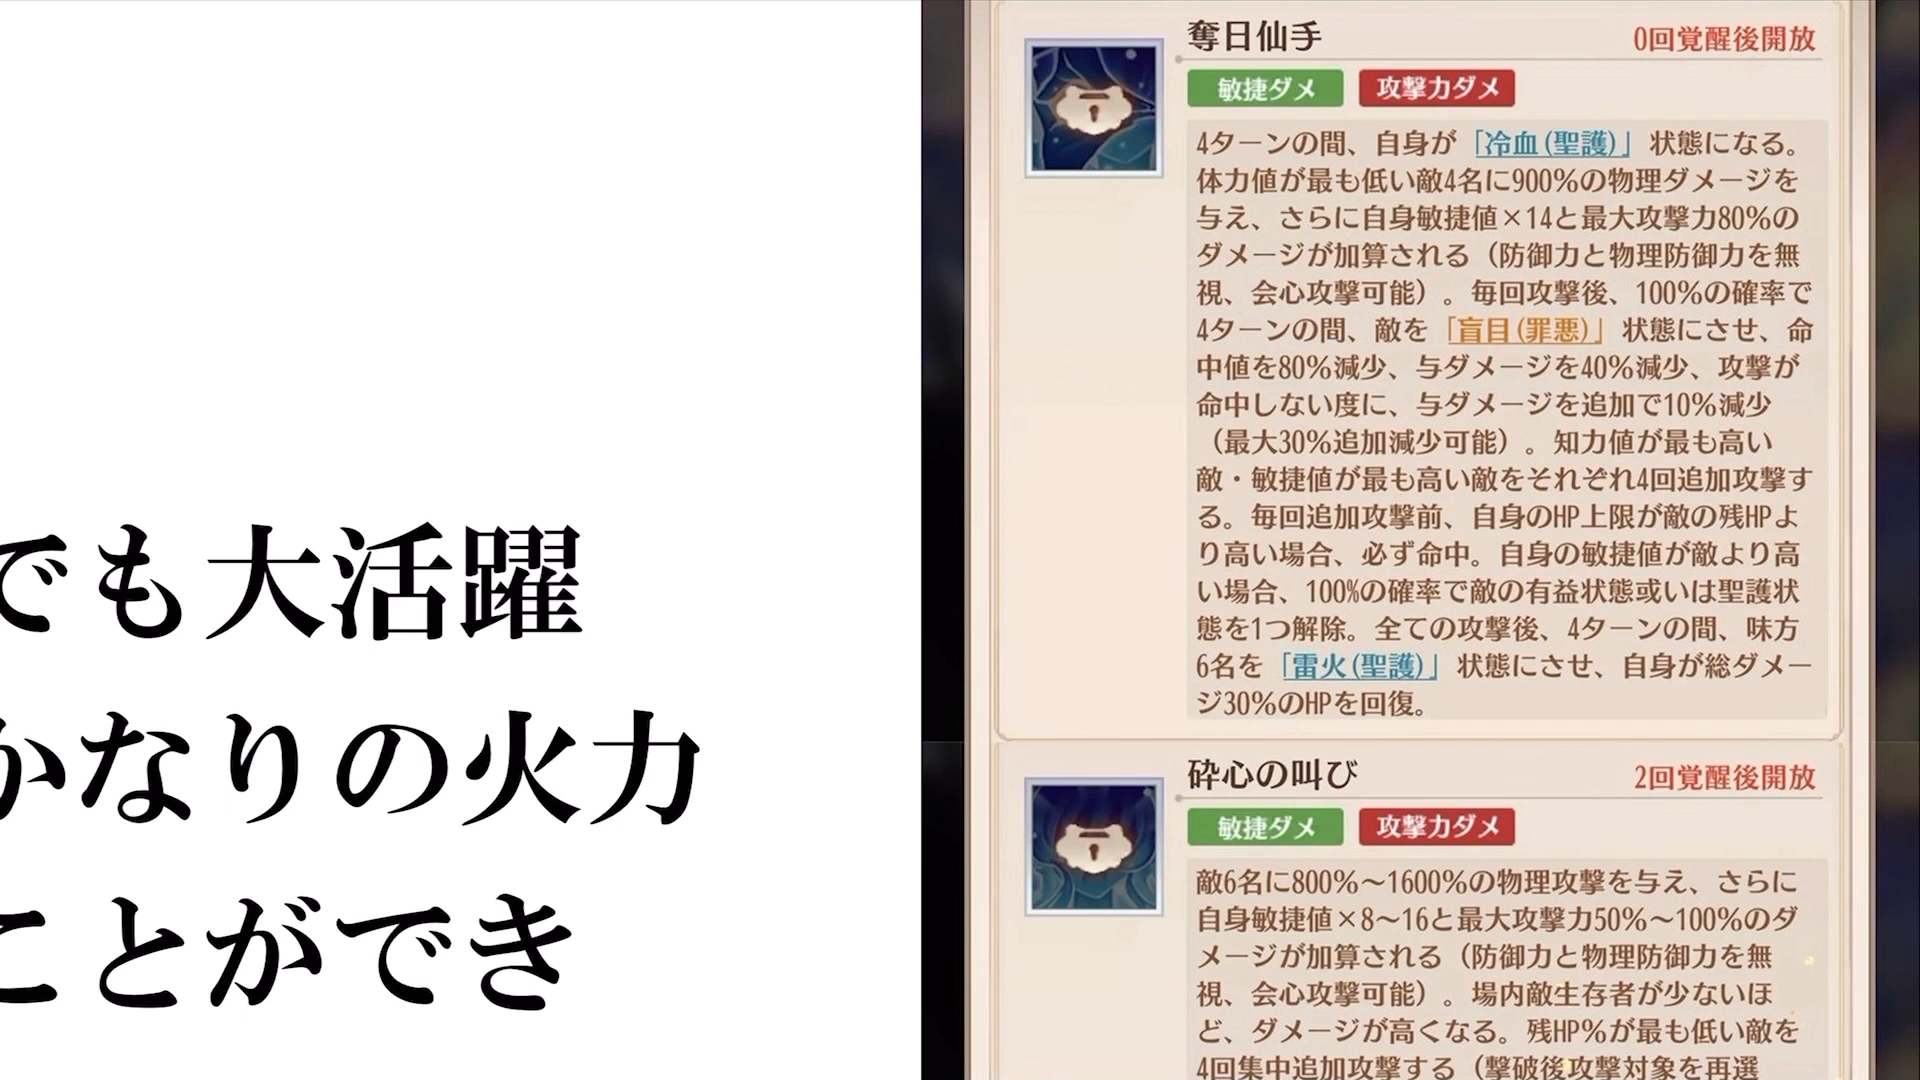 でも大活躍
かなりの火力
ことができ
奪日仙手
0回覚醒後開放
敏捷ダメ 攻撃力ダメ
4ターンの間、自身が「冷血(聖護)」状態になる。
体力値が最も低い敵4名に900%の物理ダメージを
与え、さらに自身敏捷値×14と最大攻撃力80%の
ダメージが加算される（防御力と物理防御力を無
視、会心攻撃可能）。毎回攻撃後、100%の確率で
4ターンの間、敵を「盲目(罪悪)」状態にさせ、命
中値を80%減少、与ダメージを40%減少、攻撃が
命中しない度に、与ダメージを追加で10%減少
（最大30%追加減少可能）。知力値が最も高い
敵・敏捷値が最も高い敵をそれぞれ4回追加攻撃す
る。毎回追加攻撃前、自身のHP上限が敵の残HPよ
り高い場合、必ず命中。自身の敏捷値が敵より高
い場合、100%の確率で敵の有益状態或いは聖護状
態を1つ解除。全ての攻撃後、4ターンの間、味方
6名を「雷火(聖護)」状態にさせ、自身が総ダメー
ジ30%のHPを回復。
砕心の叫び
2回覚醒後開放
敏捷ダメ 攻撃力ダメ
敵6名に800%～1600%の物理攻撃を与え、さらに
自身敏捷値×8～16と最大攻撃力50%～100%のダ
メージが加算される（防御力と物理防御力を無
視、会心攻撃可能）。場内敵生存者が少ないほ
ど、ダメージが高くなる。残HP%が最も低い敵を
4回集中追加攻撃する（撃破後攻撃対象を再選